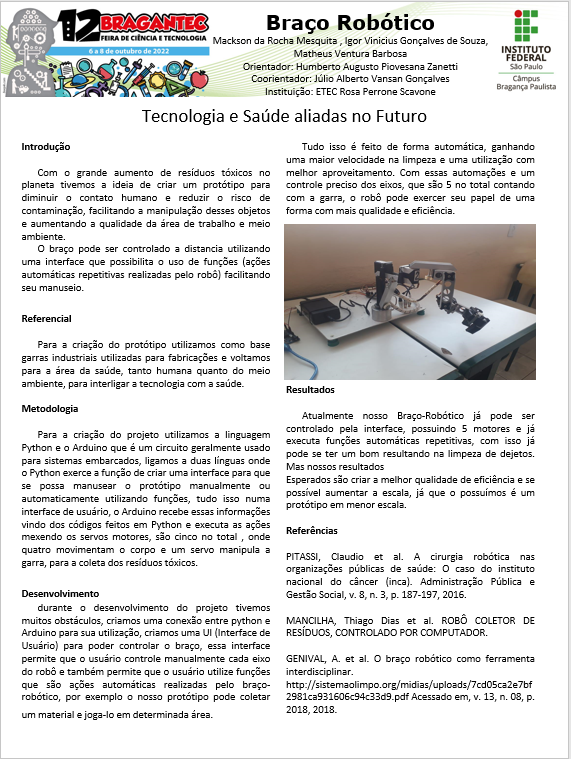 12 BRAGANTEC
FEIRA DE CIÊNCIA E TECNOLOGIA
6 a 8 de outubro de 2022
Braço Robótico
Mackson da Rocha Mesquita , Igor Vinicius Gonçalves de Souza,
Matheus Ventura Barbosa
Orientador: Humberto Augusto Piovesana Zanetti
Coorientador: Júlio Alberto Vansan Gonçalves
Instituição: ETEC Rosa Perrone Scavone
INSTITUTO
FEDERAL
São Paulo
Câmpus
Bragança Paulista
Tecnologia e Saúde aliadas no Futuro
Introdução
Com o grande aumento de resíduos tóxicos no
planeta tivemos a ideia de criar um protótipo para
diminuir o contato humano e reduzir o risco de
contaminação, facilitando a manipulação desses objetos
e aumentando a qualidade da área de trabalho e meio
ambiente.
O braço pode ser controlado a distancia utilizando
uma interface que possibilita o uso de funções (ações
automáticas repetitivas realizadas pelo robô) facilitando
seu manuseio.
Referencial
Para a criação do protótipo utilizamos como base
garras industriais utilizadas para fabricações e voltamos
para a área da saúde, tanto humana quanto do meio
ambiente, para interligar a tecnologia com a saúde.
Metodologia
Para a criação do projeto utilizamos a linguagem
Python e o Arduino que é um circuito geralmente usado
para sistemas embarcados, ligamos a duas línguas onde
o Python exerce a função de criar uma interface para que
se possa manusear o protótipo manualmente ou
automaticamente utilizando funções, tudo isso numa
interface de usuário, o Arduino recebe essas informações
vindo dos códigos feitos em Python e executa as ações
mexendo os servos motores, são cinco no total , onde
quatro movimentam o corpo e um servo manipula a
garra, para a coleta dos resíduos tóxicos.
Desenvolvimento
durante o desenvolvimento do projeto tivemos
muitos obstáculos, criamos uma conexão entre python e
Arduino para sua utilização, criamos uma UI (Interface de
Usuário) para poder controlar o braço, essa interface
permite que o usuário controle manualmente cada eixo
do robô e também permite que o usuário utilize funções
que são ações automáticas realizadas pelo braço-
robótico, por exemplo o nosso protótipo pode coletar
um material e joga-lo em determinada área.
Tudo isso é feito de forma automática, ganhando
uma maior velocidade na limpeza e uma utilização com
melhor aproveitamento. Com essas automações e um
controle preciso dos eixos, que são 5 no total contando
com a garra, o robô pode exercer seu papel de uma
forma com mais qualidade e eficiência.
Resultados
Atualmente nosso Braço-Robótico já pode ser
controlado pela interface, possuindo 5 motores e já
executa funções automáticas repetitivas, com isso já
pode se ter um bom resultando na limpeza de dejetos.
Mas nossos resultados
Esperados são criar a melhor qualidade de eficiência e se
possível aumentar a escala, já que o possuímos é um
protótipo em menor escala.
Referências
PITASSI, Claudio et al. A cirurgia robótica nas
organizações públicas de saúde: O caso do instituto
nacional do câncer (inca). Administração Pública e
Gestão Social, v. 8, n. 3, p. 187-197, 2016.
MANCILHA, Thiago Dias et al. ROBÔ COLETOR DE
RESÍDUOS, CONTROLADO POR COMPUTADOR.
GENIVAL, A. et al. O braço robótico como ferramenta
interdisciplinar.
http://sistemaolimpo.org/midias/uploads/7cd05ca2e7bf
2981ca931606c94c33d9.pdf Acessado em, v. 13, n. 08, p.
2018, 2018.